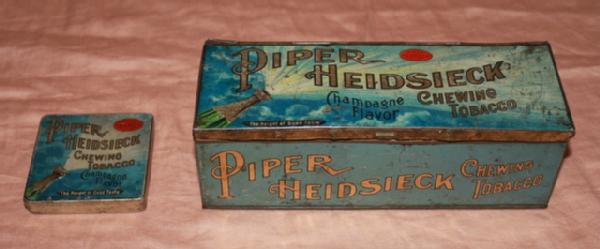 PIPER
HEIDSIECK
CHEWING
TOBACCO
Champagne
Flavor
The Height of Good Taste
PIPER
HEIDSIECK
Champagne
Flavor
CHEWING
TOBACCO
The Height of Good Taste
PIPER
HEIDSIECK
CHEWING
TOBACCO